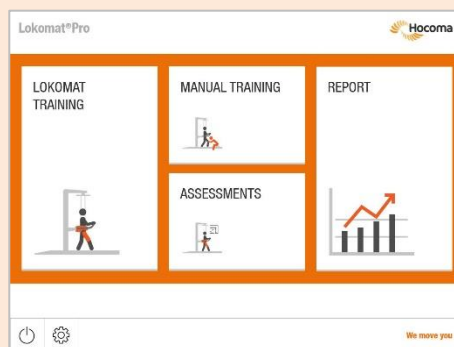 Lokomat®Pro
Hocoma
LOKOMAT
TRAINING
MANUAL TRAINING
REPORT
ASSESSMENTS
We move you